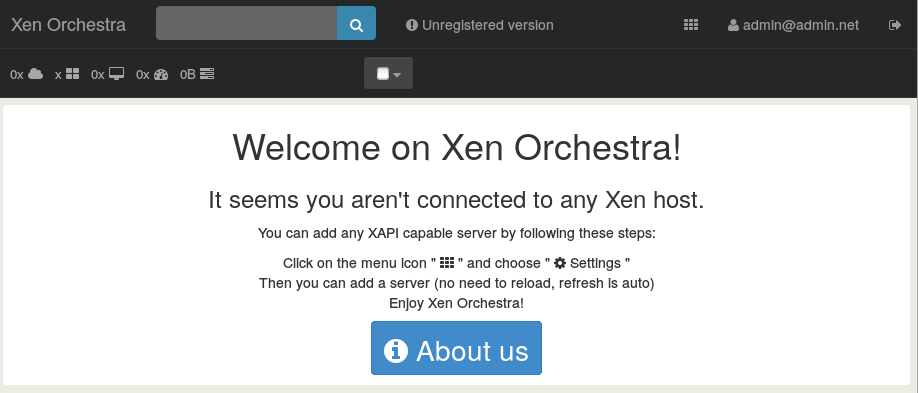 Xen Orchestra
Unregistered version
admin@admin.net
0x x 0x 0x 0B
Welcome on Xen Orchestra!
It seems you aren't connected to any Xen host.
You can add any XAPI capable server by following these steps:
Click on the menu icon " " and choose " Settings "
Then you can add a server (no need to reload, refresh is auto)
Enjoy Xen Orchestra!
About us